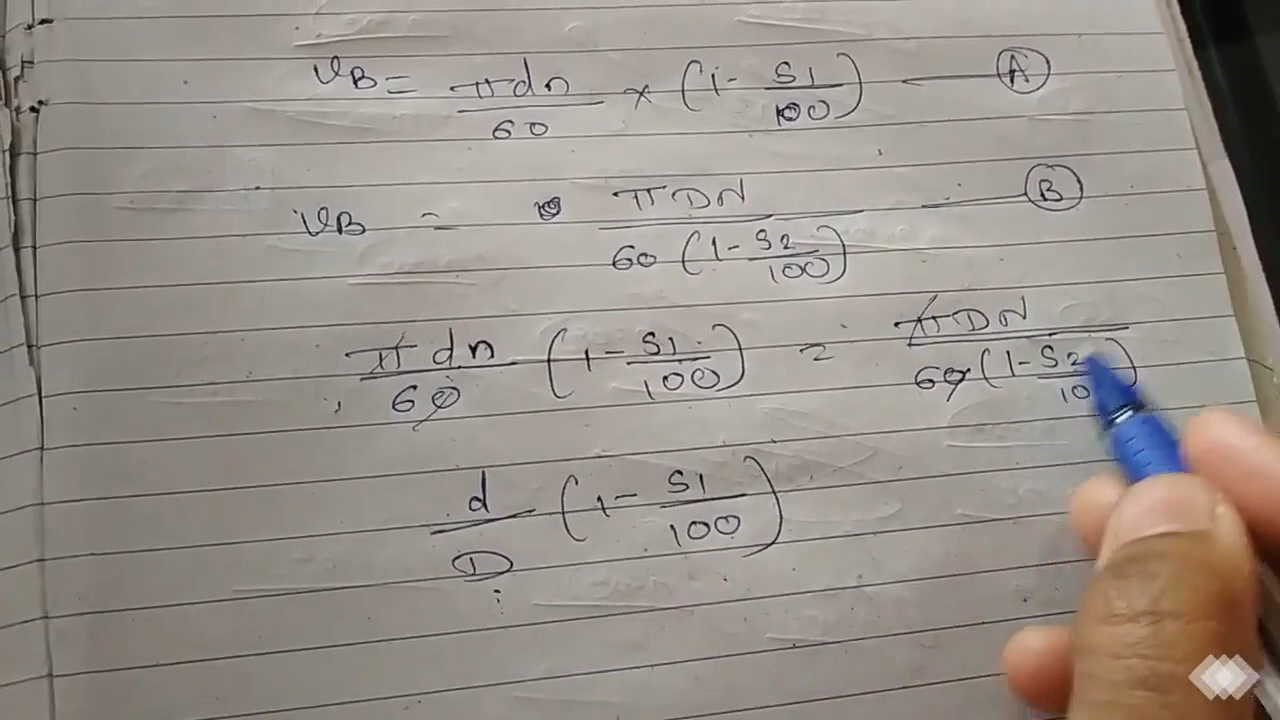 VB = πdn/60 × (1 - S1/100) — (A)
VB = πDN/60(1 - S2/100) — (B)
πdn/60 (1 - S1/100) = πDN/60(1 - S2/10
d/D (1 - S1/100)